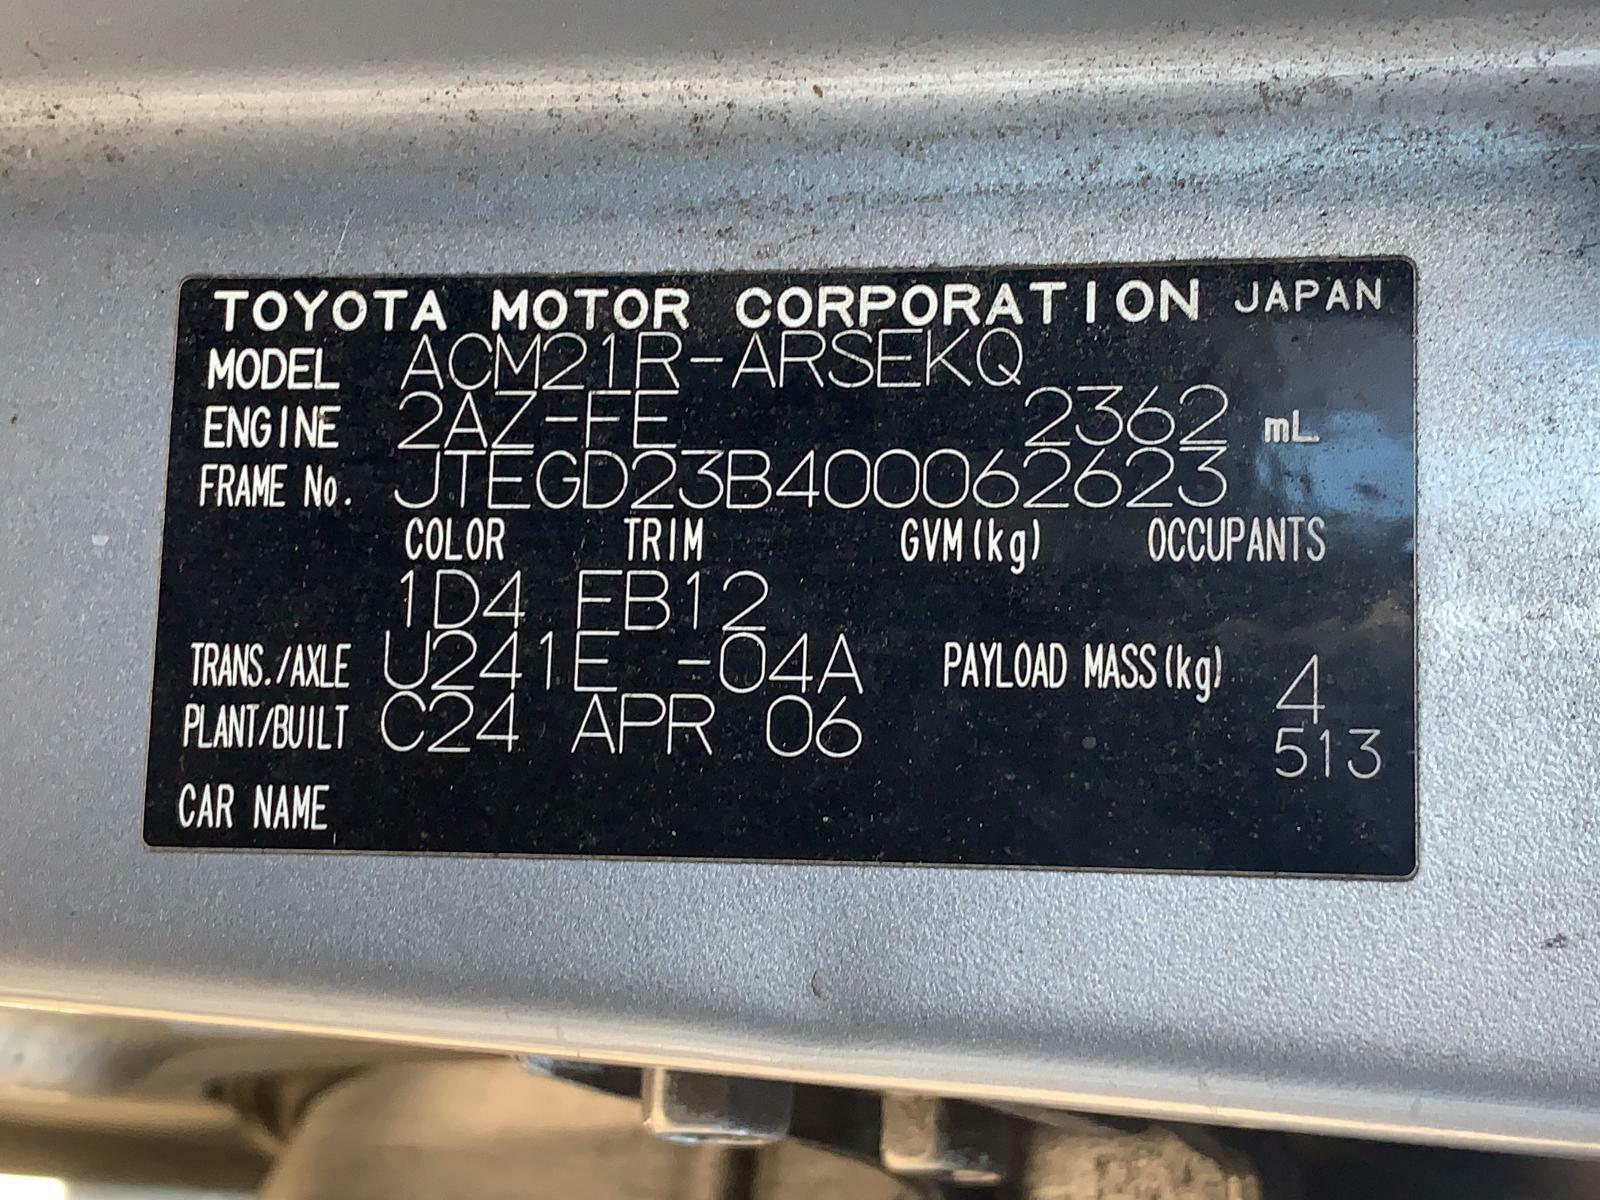 TOYOTA MOTOR CORPORATION JAPAN
MODEL ACM21R-ARSEKQ
ENGINE 2AZ-FE 2362 mL
FRAME No. JTEGD23B400062623
COLOR TRIM GVM(kg) OCCUPANTS
1D4 FB12
TRANS./AXLE U241E -04A PAYLOAD MASS(kg) 4
PLANT/BUILT C24 APR 06 513
CAR NAME